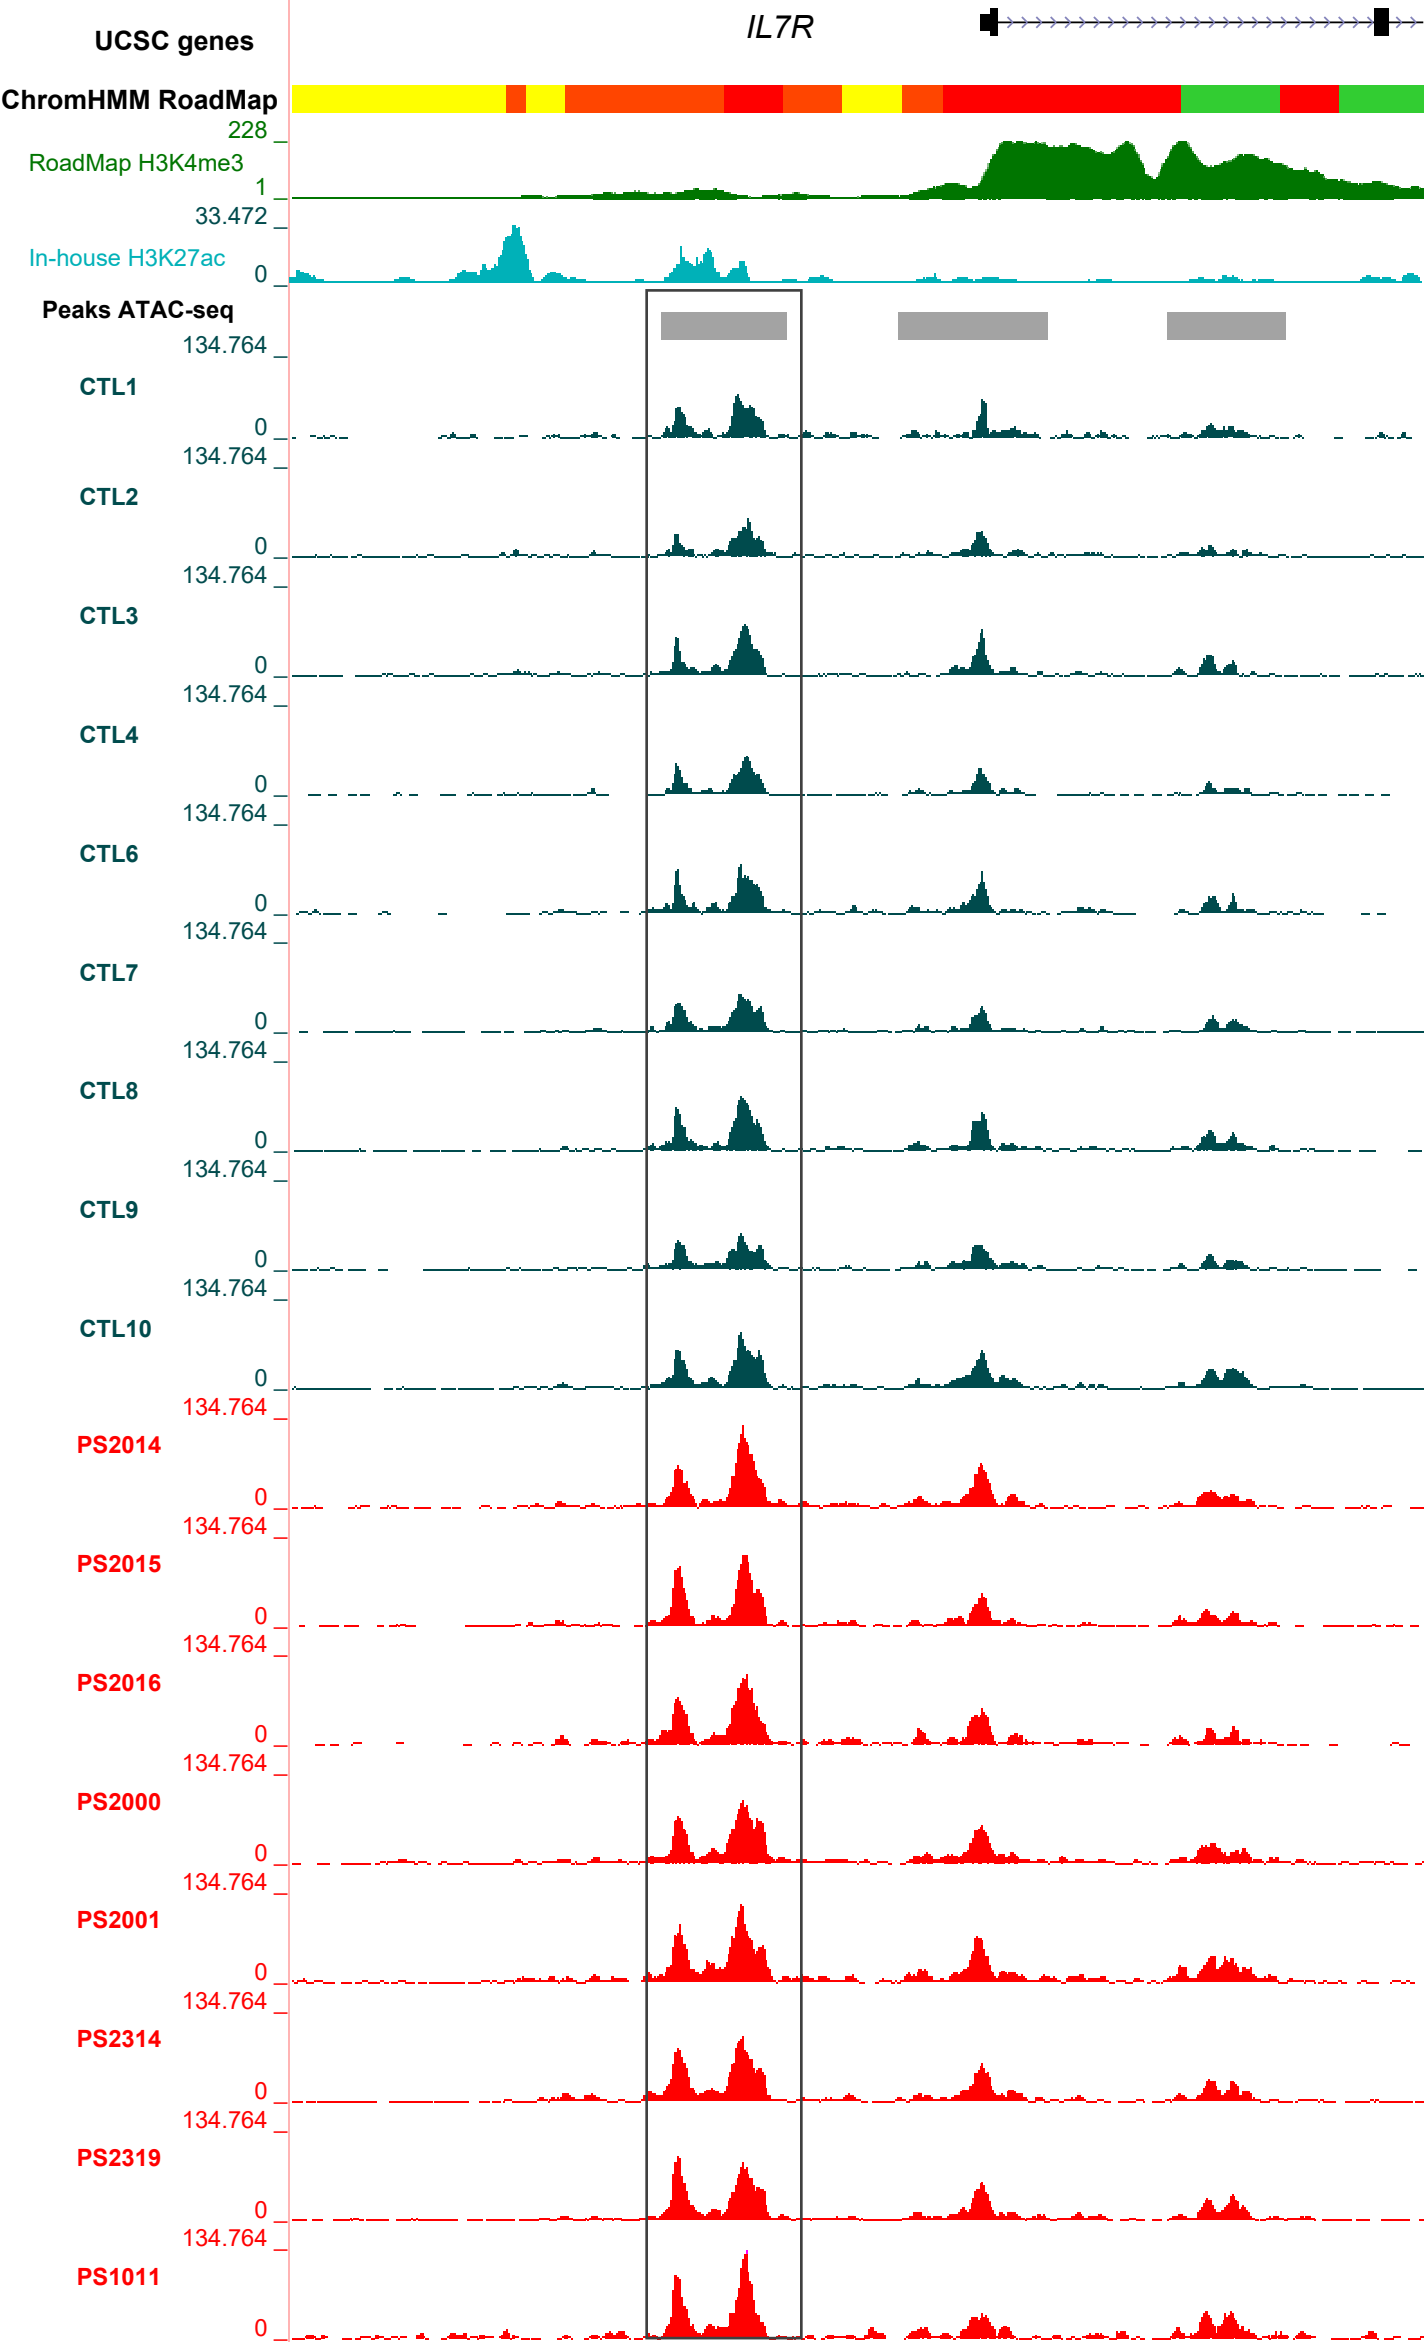 IL7R
UCSC genes
ChromHMM RoadMap
228
RoadMap H3K4me3
1
33.472
In-house H3K27ac
0
Peaks ATAC-seq
134.764
CTL1
0
134.764
CTL2
0
134.764
CTL3
0
134.764
CTL4
0
134.764
CTL6
0
134.764
CTL7
0
134.764
CTL8
0
134.764
CTL9
0
134.764
CTL10
0
134.764
PS2014
0
134.764
PS2015
0
134.764
PS2016
0
134.764
PS2000
0
134.764
PS2001
0
134.764
PS2314
0
134.764
PS2319
0
134.764
PS1011
0